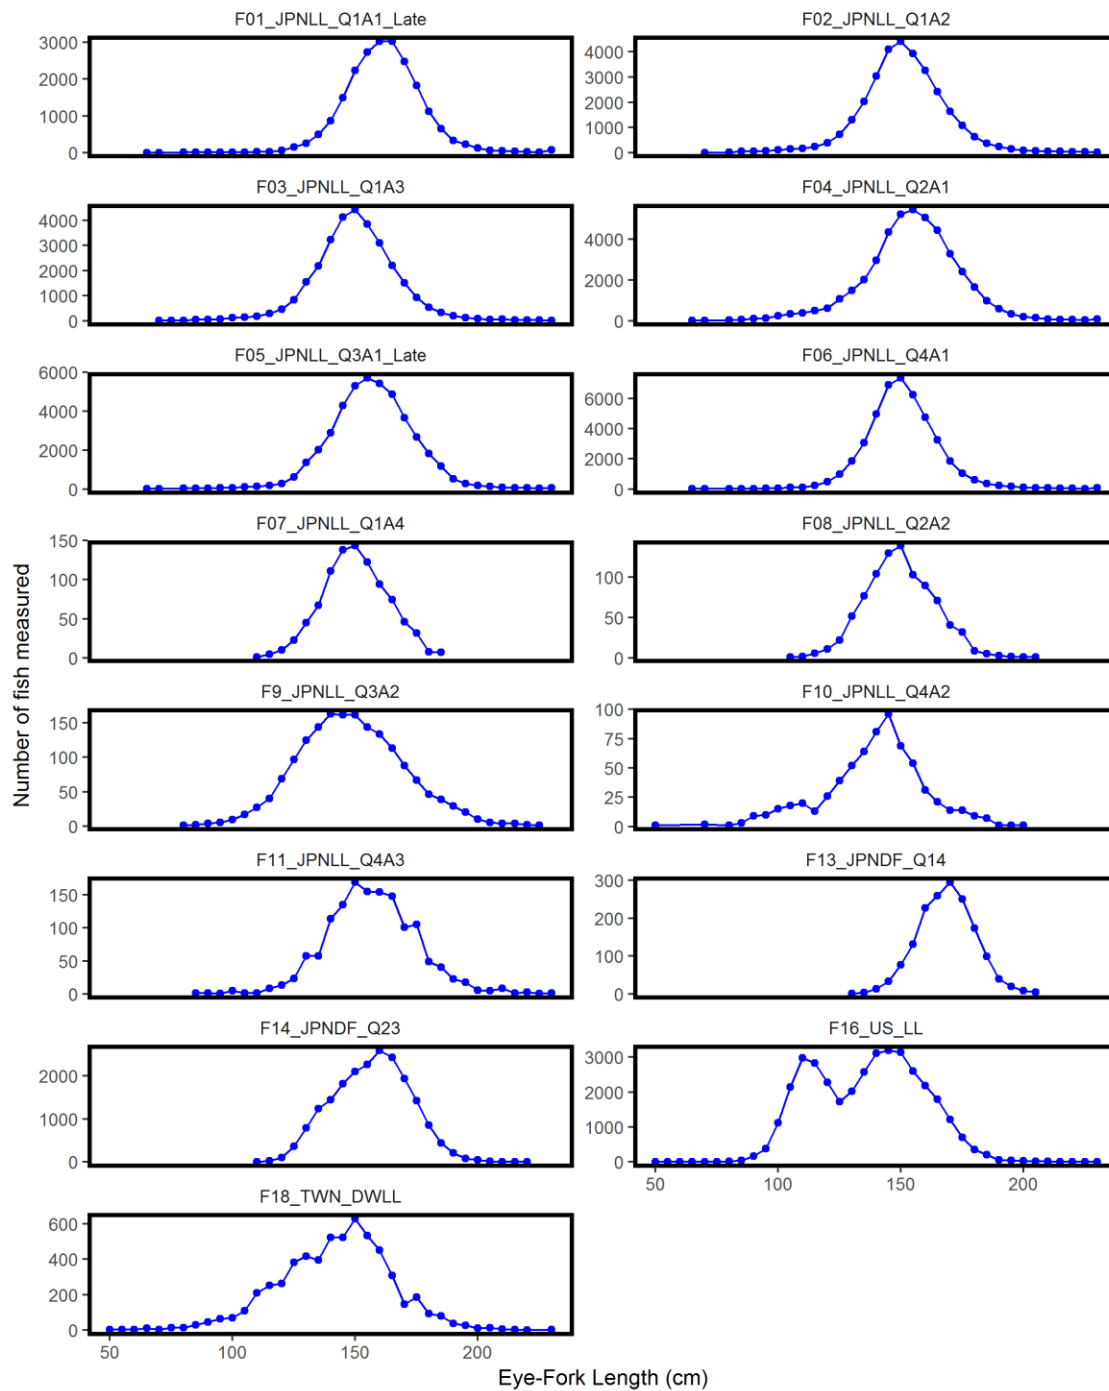 F01_JPNLL_Q1A1_Late F02_JPNLL_Q1A2
3000 4000
2000 3000
1000 2000
0 1000
0
F03_JPNLL_Q1A3 F04_JPNLL_Q2A1
4000 4000
3000 2000
2000 0
1000
0
F05_JPNLL_Q3A1_Late F06_JPNLL_Q4A1
6000 6000
4000 4000
2000 2000
0 0
F07_JPNLL_Q1A4 F08_JPNLL_Q2A2
150 100
100 50
50 0
0
Number of fish measured
F9_JPNLL_Q3A2 F10_JPNLL_Q4A2
150 100
100 75
50 50
0 25
0
F11_JPNLL_Q4A3 F13_JPNDF_Q14
150 300
100 200
50 100
0 0
F14_JPNDF_Q23 F16_US_LL
2000 3000
1000 2000
0 1000
0
50 100 150 200
F18_TWN_DWLL
600
400
200
0
50 100 150 200
Eye-Fork Length (cm)